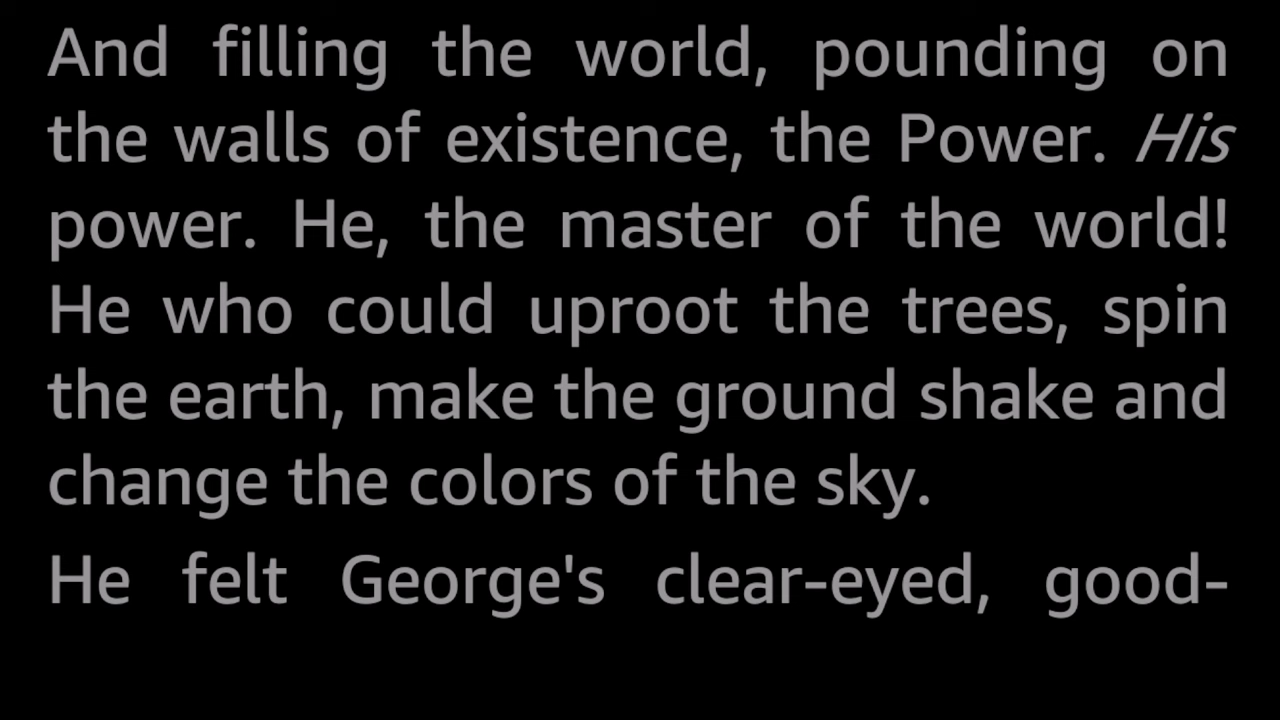 And filling the world, pounding on
the walls of existence, the Power. His
power. He, the master of the world!
He who could uproot the trees, spin
the earth, make the ground shake and
change the colors of the sky.
He felt George's clear-eyed, good-